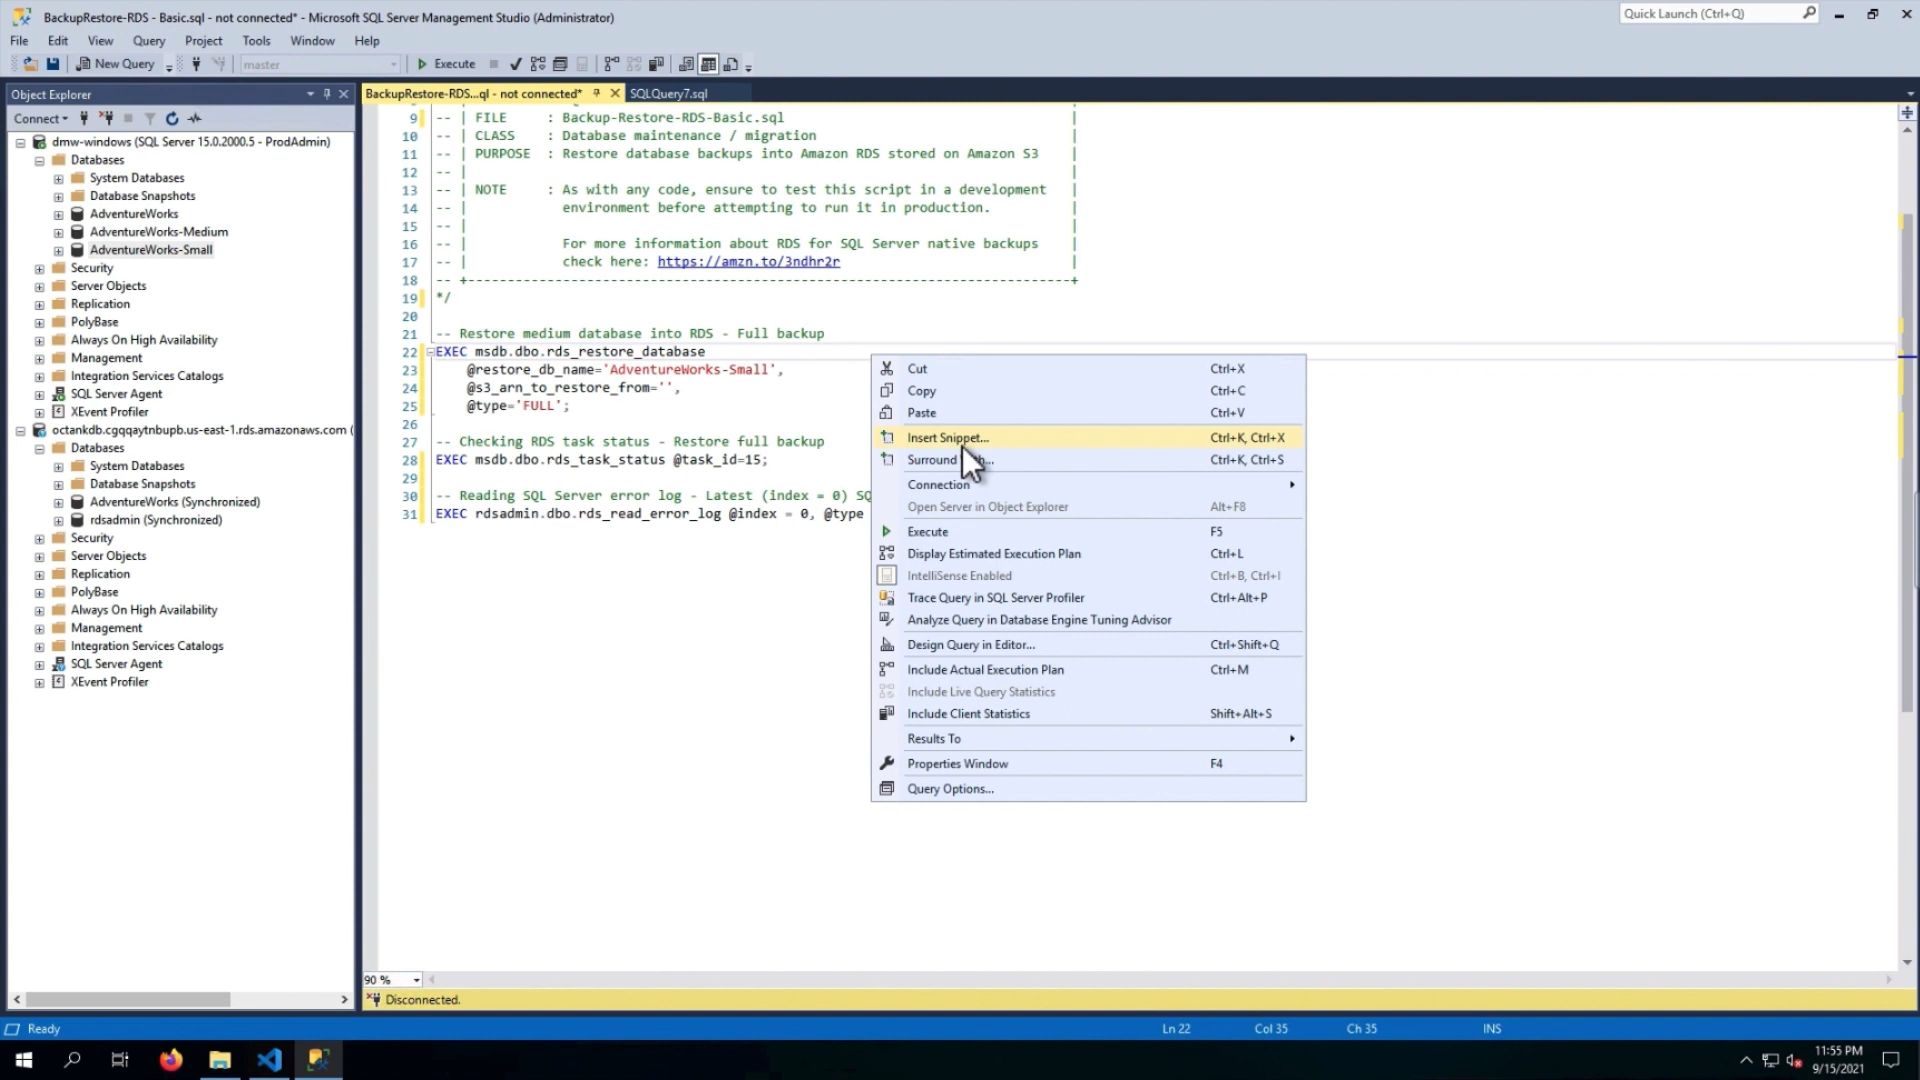 BackupRestore-RDS - Basic.sql - not connected* - Microsoft SQL Server Management Studio (Administrator)
Quick Launch (Ctrl+Q)
File Edit View Query Project Tools Window Help
New Query master Execute
Object Explorer
BackupRestore-RDS...ql - not connected* SQLQuery7.sql
Connect
dmw-windows (SQL Server 15.0.2000.5 - ProdAdmin)
Databases
System Databases
Database Snapshots
AdventureWorks
AdventureWorks-Medium
AdventureWorks-Small
Security
Server Objects
Replication
PolyBase
Always On High Availability
Management
Integration Services Catalogs
SQL Server Agent
XEvent Profiler
octankdb.cgqqaytnbupb.us-east-1.rds.amazonaws.com (
Databases
System Databases
Database Snapshots
AdventureWorks (Synchronized)
rdsadmin (Synchronized)
Security
Server Objects
Replication
PolyBase
Always On High Availability
Management
Integration Services Catalogs
SQL Server Agent
XEvent Profiler
9 -- | FILE : Backup-Restore-RDS-Basic.sql |
10 -- | CLASS : Database maintenance / migration |
11 -- | PURPOSE : Restore database backups into Amazon RDS stored on Amazon S3 |
12 -- | |
13 -- | NOTE : As with any code, ensure to test this script in a development |
14 -- | environment before attempting to run it in production. |
15 -- | |
16 -- | For more information about RDS for SQL Server native backups |
17 -- | check here: https://amzn.to/3ndhr2r |
18 -- +-----------------------------------------------------------------------------+
19 */
20
21 -- Restore medium database into RDS - Full backup
22 EXEC msdb.dbo.rds_restore_database
23 @restore_db_name='AdventureWorks-Small',
24 @s3_arn_to_restore_from='',
25 @type='FULL';
26
27 -- Checking RDS task status - Restore full backup
28 EXEC msdb.dbo.rds_task_status @task_id=15;
29
30 -- Reading SQL Server error log - Latest (index = 0) SQ
31 EXEC rdsadmin.dbo.rds_read_error_log @index = 0, @type
Cut Ctrl+X
Copy Ctrl+C
Paste Ctrl+V
Insert Snippet... Ctrl+K, Ctrl+X
Surround Ctrl+K, Ctrl+S
Connection
Open Server in Object Explorer Alt+F8
Execute F5
Display Estimated Execution Plan Ctrl+L
IntelliSense Enabled Ctrl+B, Ctrl+I
Trace Query in SQL Server Profiler Ctrl+Alt+P
Analyze Query in Database Engine Tuning Advisor
Design Query in Editor... Ctrl+Shift+Q
Include Actual Execution Plan Ctrl+M
Include Live Query Statistics
Include Client Statistics Shift+Alt+S
Results To
Properties Window F4
Query Options...
90 %
Disconnected.
Ready Ln 22 Col 35 Ch 35 INS
11:55 PM
9/15/2021